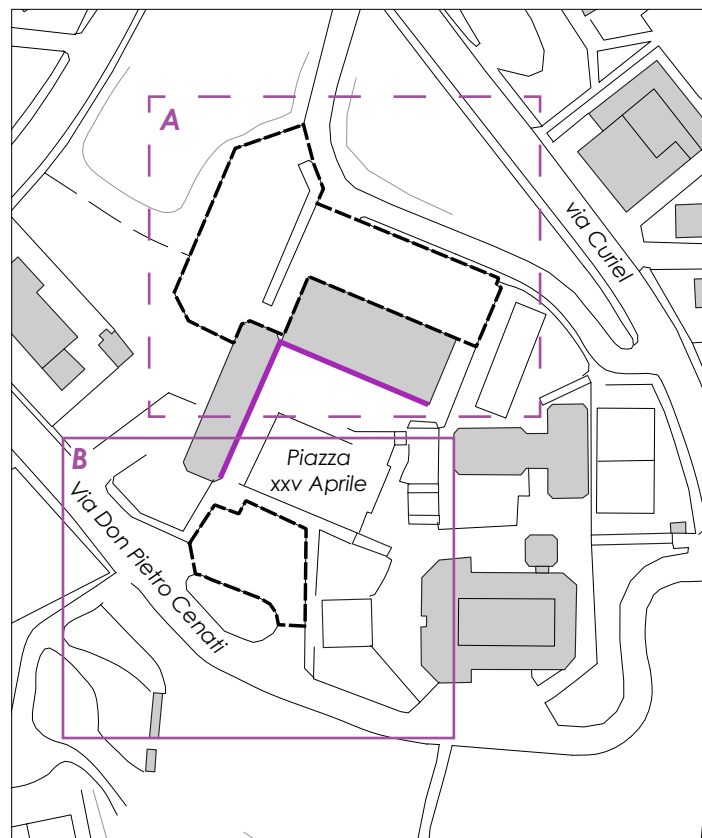 A
via Curiel
B
Piazza
xxv Aprile
Via Don Pietro Cenati